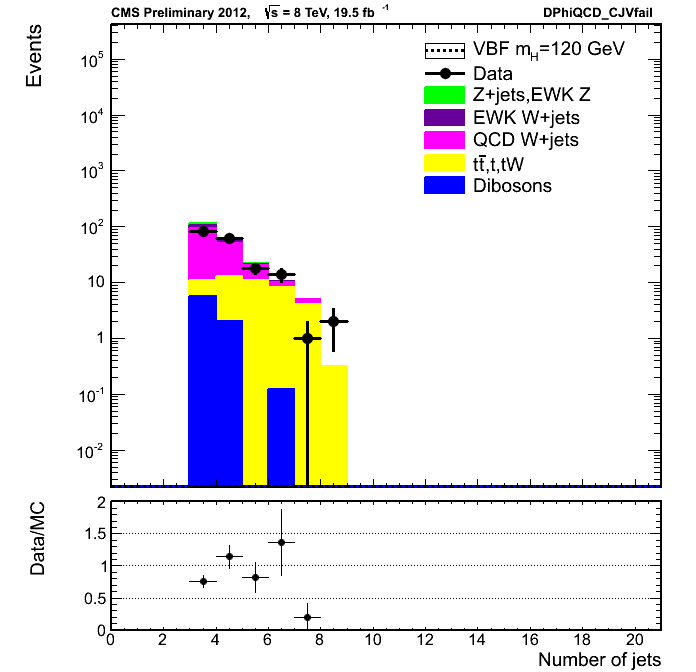 CMS Preliminary 2012, √s = 8 TeV, 19.5 fb⁻¹ DPhiQCD_CJVfail
Events
VBF m_H=120 GeV
Data
Z+jets,EWK Z
EWK W+jets
QCD W+jets
tt̄,t,tW
Dibosons
10⁵
10⁴
10³
10²
10
1
10⁻¹
10⁻²
Data/MC
2
1.5
1
0.5
0
0 2 4 6 8 10 12 14 16 18 20
Number of jets